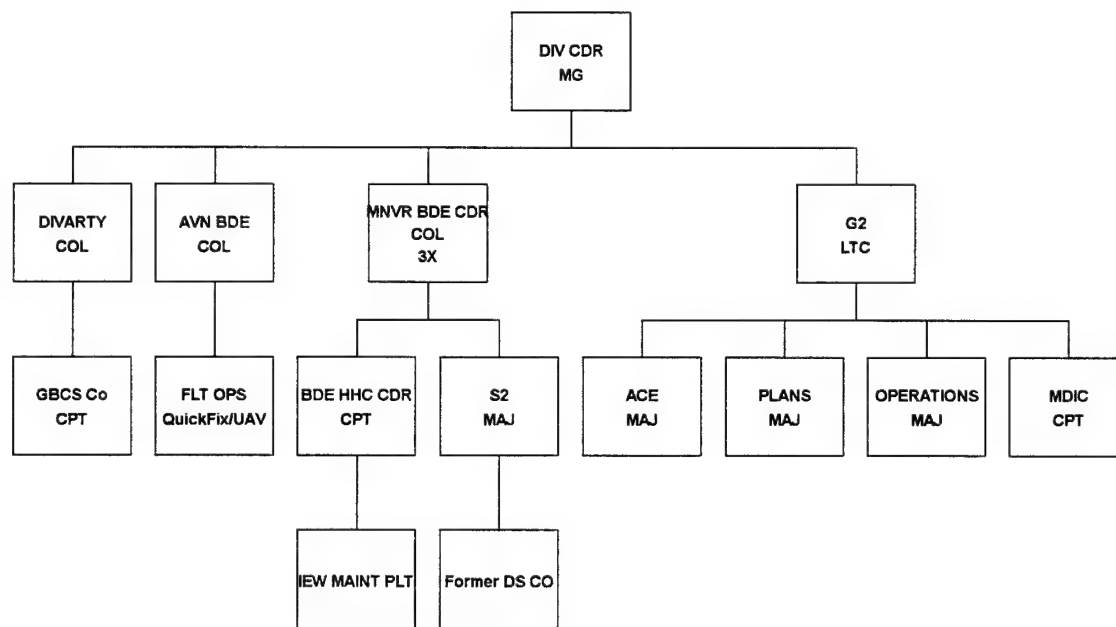 DIV CDR
MG
DIVARTY
COL
AVN BDE
COL
MNVR BDE CDR
COL
3X
G2
LTC
GBCS Co
CPT
FLT OPS
QuickFix/UAV
BDE HHC CDR
CPT
S2
MAJ
ACE
MAJ
PLANS
MAJ
OPERATIONS
MAJ
MDIC
CPT
IEW MAINT PLT
Former DS CO